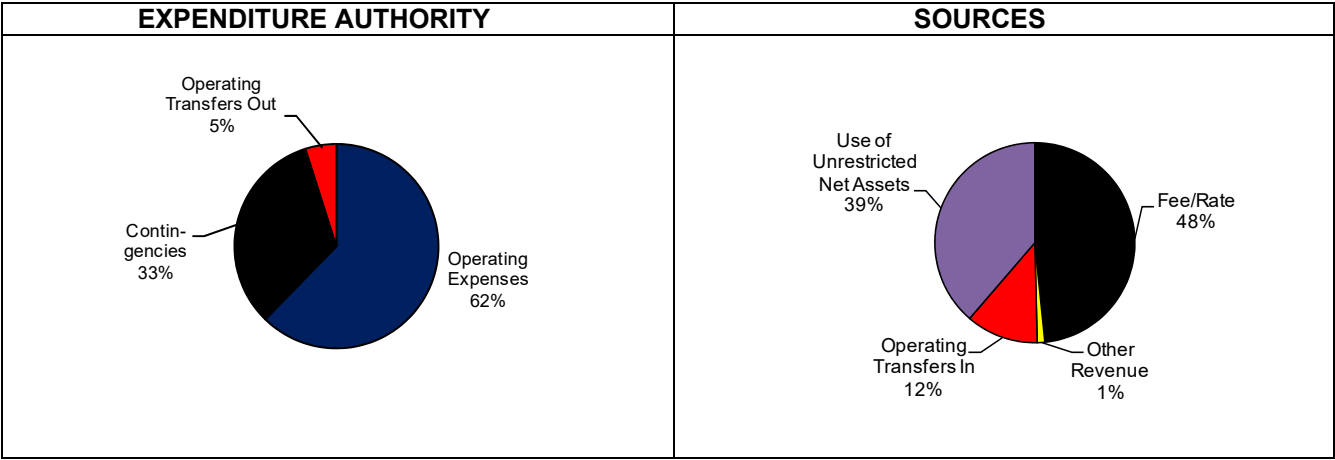 EXPENDITURE AUTHORITY
Operating
Transfers Out
5%
Contin-
gencies
33%
Operating
Expenses
62%
SOURCES
Use of
Unrestricted
Net Assets
39%
Fee/Rate
48%
Operating
Transfers In
12%
Other
Revenue
1%